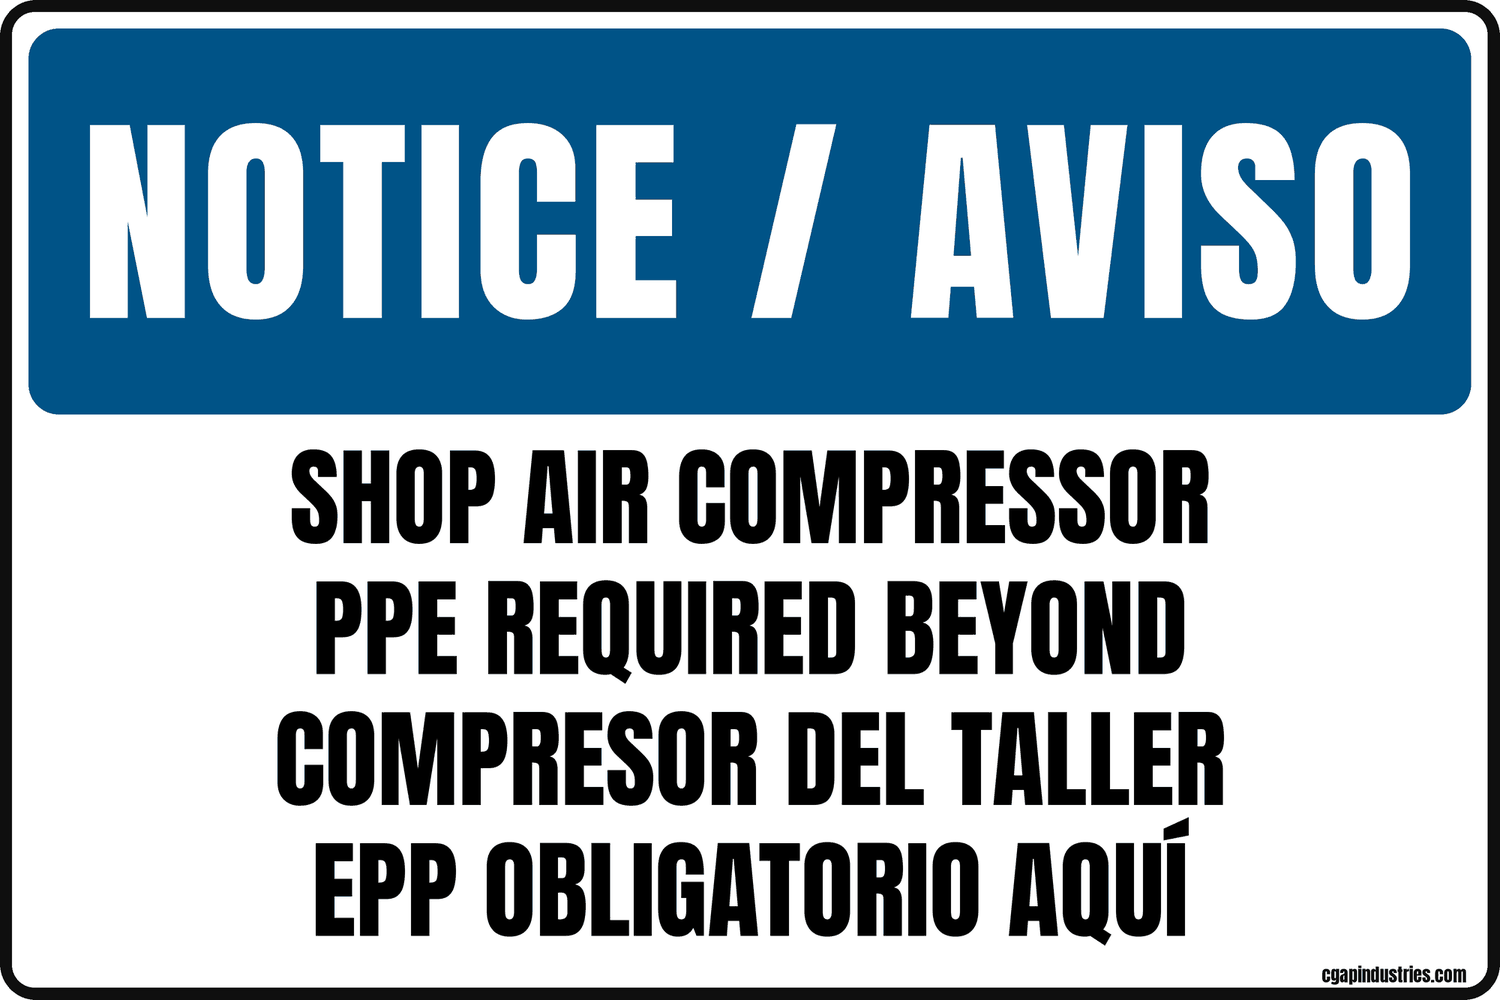 NOTICE / AVISO
SHOP AIR COMPRESSOR
PPE REQUIRED BEYOND
COMPRESOR DEL TALLER
EPP OBLIGATORIO AQUÍ
cgapindustries.com